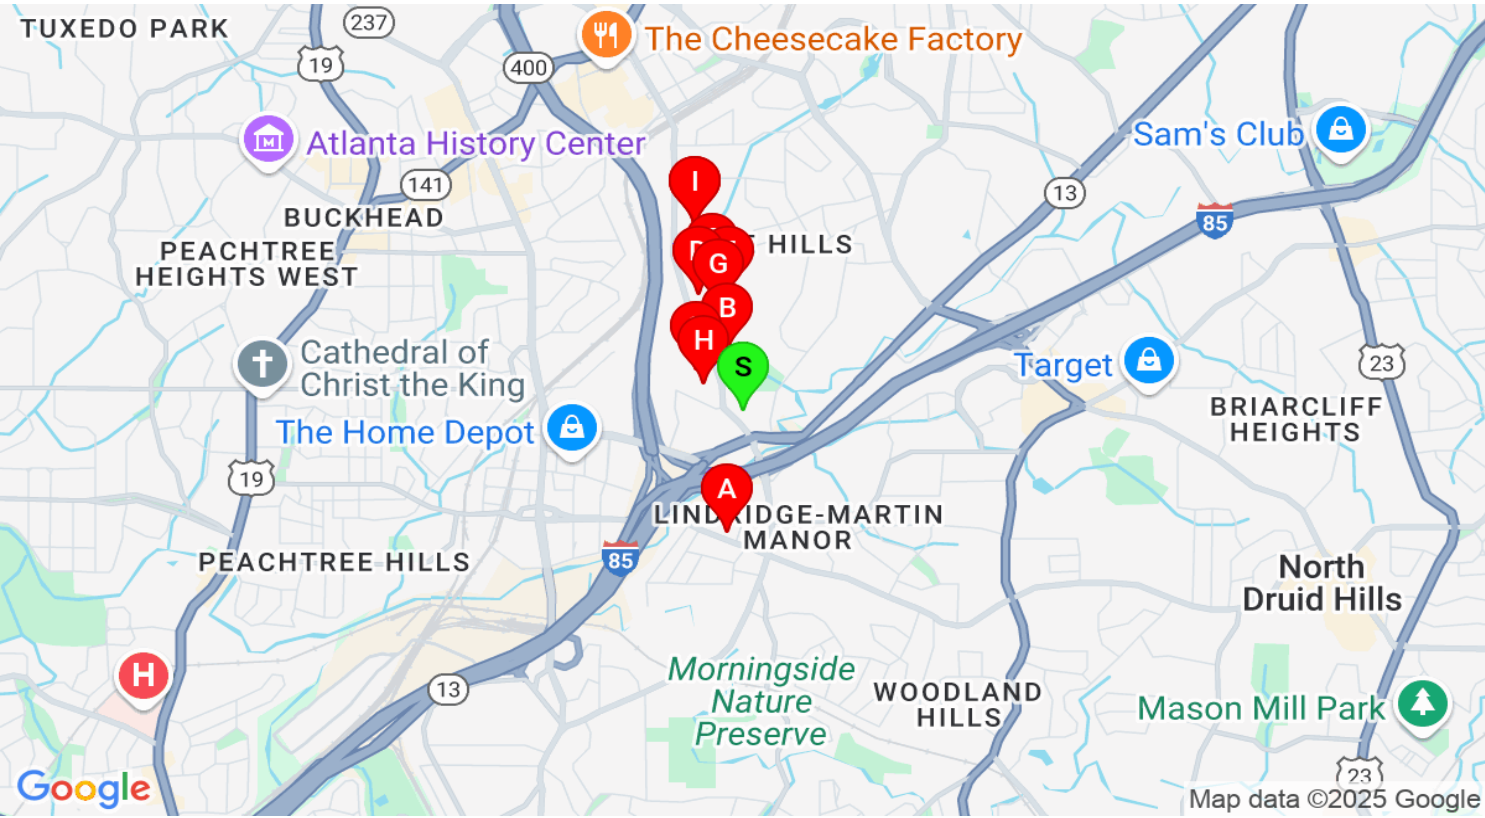 TUXEDO PARK
237
19
400
The Cheesecake Factory
Atlanta History Center
Sam's Club
141
13
85
BUCKHEAD
I
HILLS
PEACHTREE
HEIGHTS WEST
G
B
H
S
Cathedral of
Christ the King
Target
23
The Home Depot
BRIARCLIFF
HEIGHTS
19
A
LINDRIDGE-MARTIN
MANOR
PEACHTREE HILLS
85
North
Druid Hills
H
13
Morningside
Nature
Preserve
WOODLAND
HILLS
Mason Mill Park
23
Google
Map data ©2025 Google